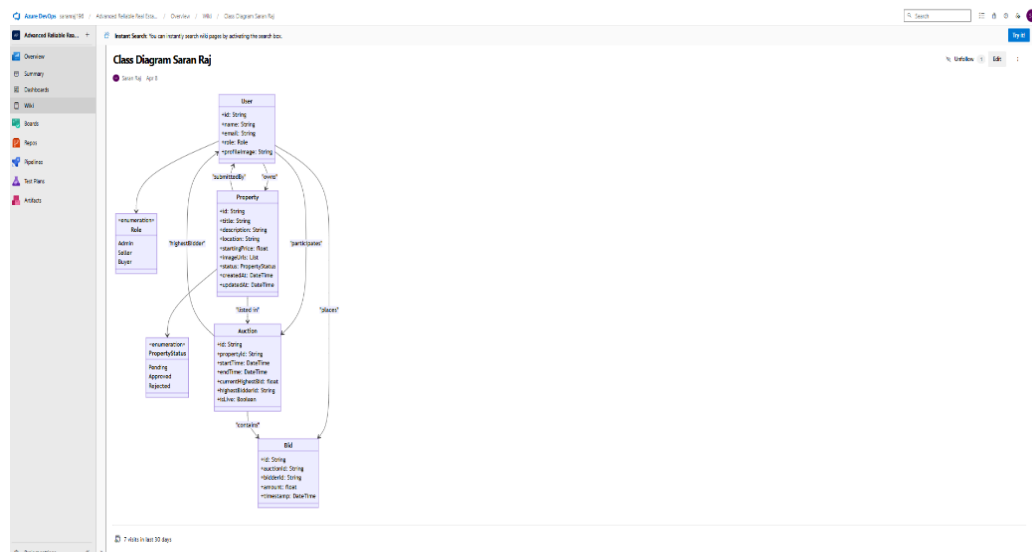 Azure DevOps saranraj198 / Advanced Reliable Real Esta... / Overview / Wiki / Class Diagram Saran Raj
Search
Advanced Reliable Rea... +
Instant Search: You can instantly search wiki pages by activating the search box.
Try it!
Overview
Summary
Dashboards
Wiki
Boards
Repos
Pipelines
Test Plans
Artifacts
Class Diagram Saran Raj
Unfollow 1 Edit
Saran Raj Apr 8
User
+id: String
+name: String
+email: String
+role: Role
+profileImage: String
"submittedBy" "owns"
Property
+id: String
+title: String
+description: String
+location: String
+startingPrice: float
+imageUrls: List
+status: PropertyStatus
+createdAt: DateTime
+updatedAt: DateTime
«enumeration»
Role
Admin
Seller
Buyer
"highestBidder" "participates"
"listed in" "places"
«enumeration»
PropertyStatus
Pending
Approved
Rejected
Auction
+id: String
+propertyId: String
+startTime: DateTime
+endTime: DateTime
+currentHighestBid: float
+highestBidderId: String
+isLive: Boolean
"contains"
Bid
+id: String
+auctionId: String
+bidderId: String
+amount: float
+timestamp: DateTime
7 visits in last 30 days